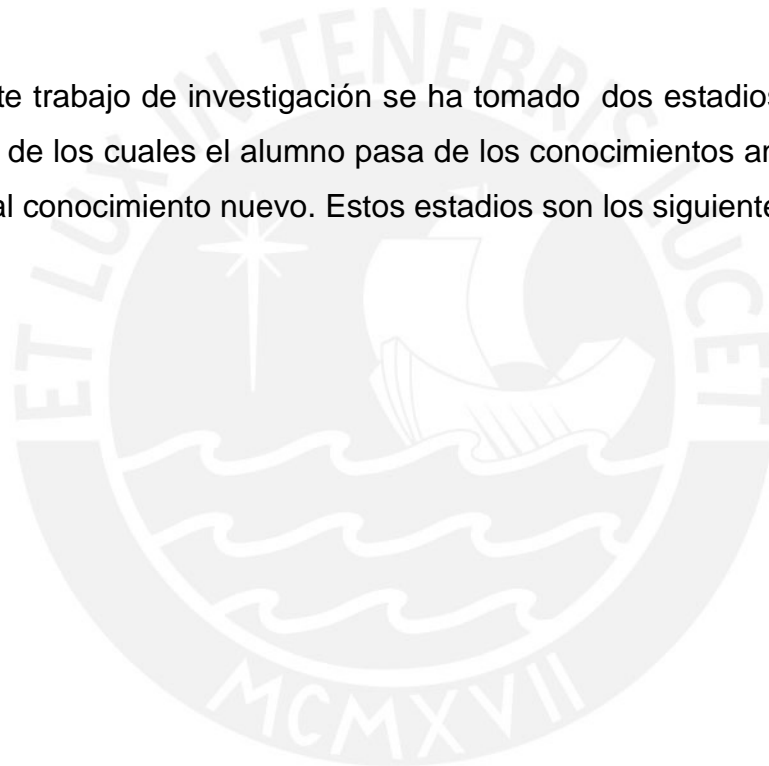 te trabajo de investigación se ha tomado dos estadios
de los cuales el alumno pasa de los conocimientos
al conocimiento nuevo. Estos estadios son los
ET LUX IN TENEBRIS LUCET
MCMXVII